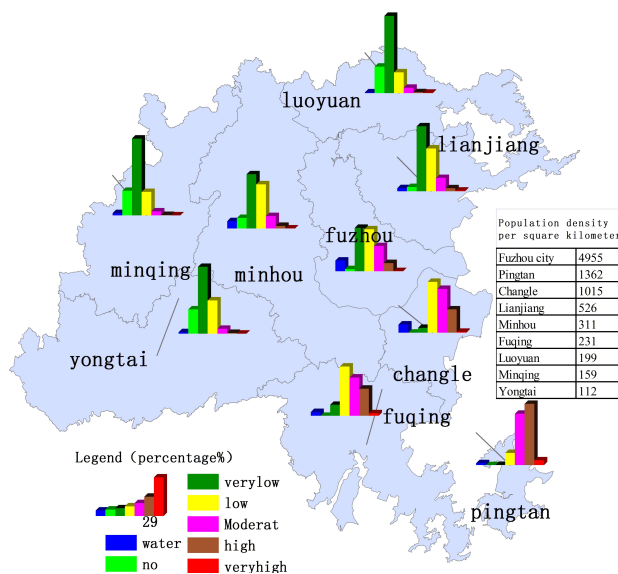 luoyuan
lianjiang
fuzhou
minqing
minhou
yongtai
changle
fuqing
pingtan
Population density
per square kilometer
Fuzhou city 4955
Pingtan 1362
Changle 1015
Lianjiang 526
Minhou 311
Fuqing 231
Luoyuan 199
Minqing 159
Yongtai 112
Legend (percentage%)
29
water
no
verylow
low
Moderat
high
veryhigh